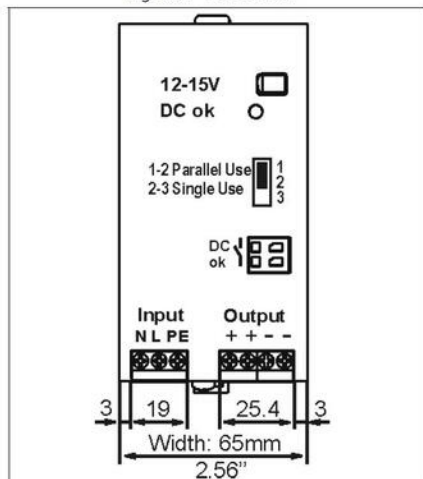 12-15V
DC ok
1-2 Parallel Use
2-3 Single Use
1
2
3
DC
ok
Input
Output
N L PE
+ + - -
3
19
25.4
3
Width: 65mm
2.56"